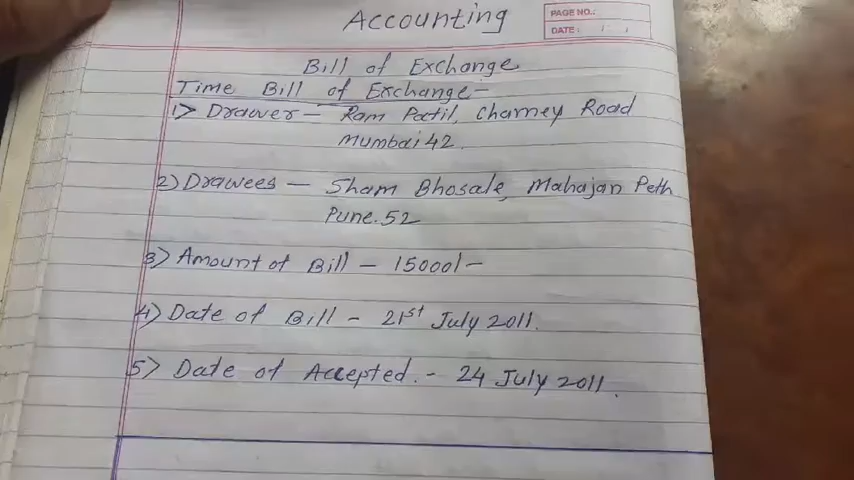 Accounting
PAGE NO.:
DATE: / /
Bill of Exchange
Time Bill of Exchange-
1> Drawer- Ram Patil, Charney Road
Mumbai 42.
2) Drawees - Sham Bhosale, Mahajan Peth
Pune.52
3> Amount of Bill - 15000/-
4) Date of Bill - 21st July 2011.
5> Date of Accepted.- 24 July 2011.